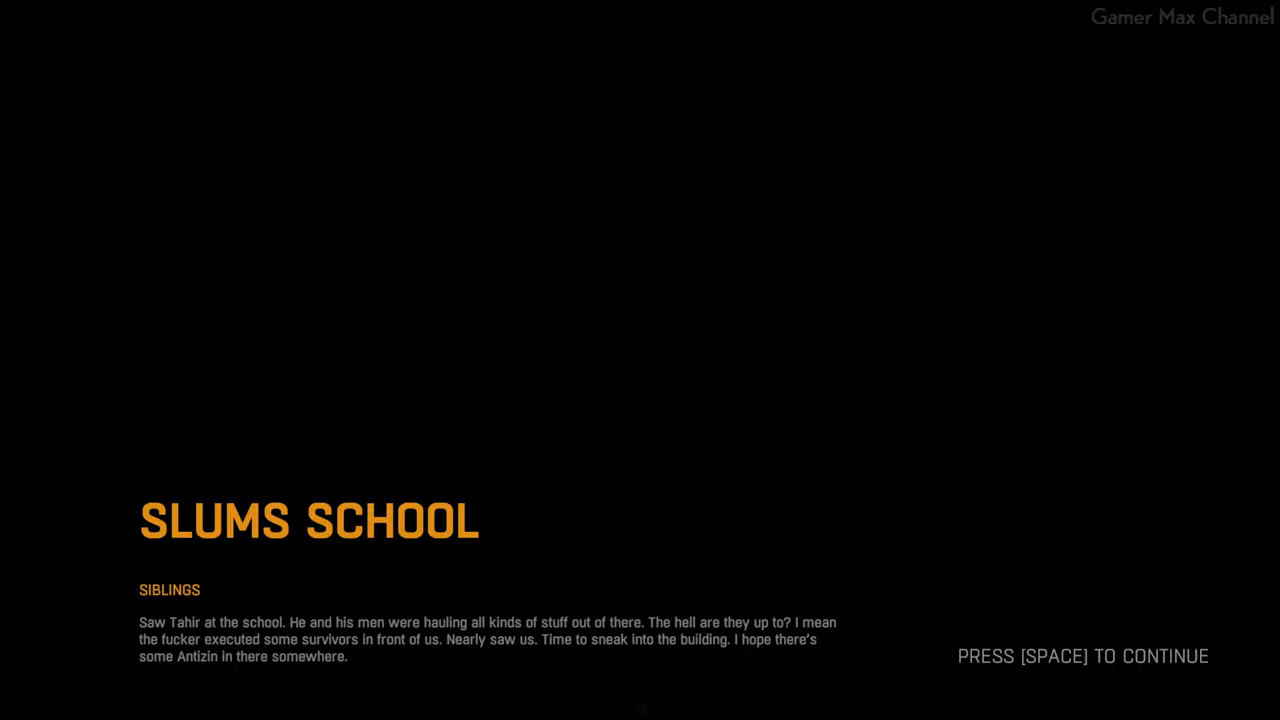 Gamer Max Channel
SLUMS SCHOOL
SIBLINGS
Saw Tahir at the school. He and his men were hauling all kinds of stuff out of there. The hell are they up to? I mean
the fucker executed some survivors in front of us. Nearly saw us. Time to sneak into the building. I hope there's
some Antizin in there somewhere.
PRESS [SPACE] TO CONTINUE